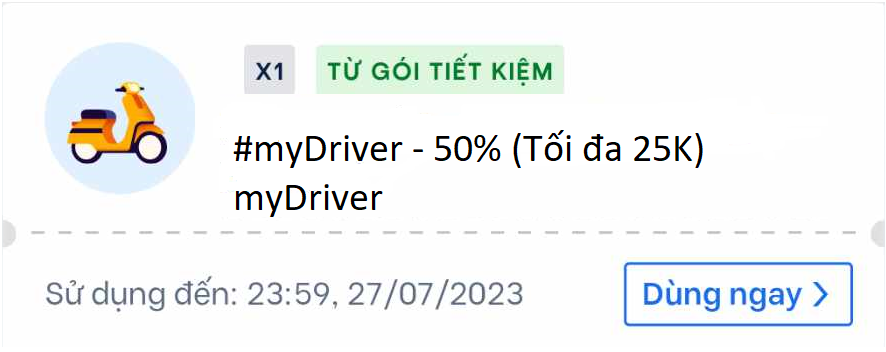 X1 TỪ GÓI TIẾT KIỆM
#myDriver - 50% (Tối đa 25K)
myDriver
Sử dụng đến: 23:59, 27/07/2023 Dùng ngay >